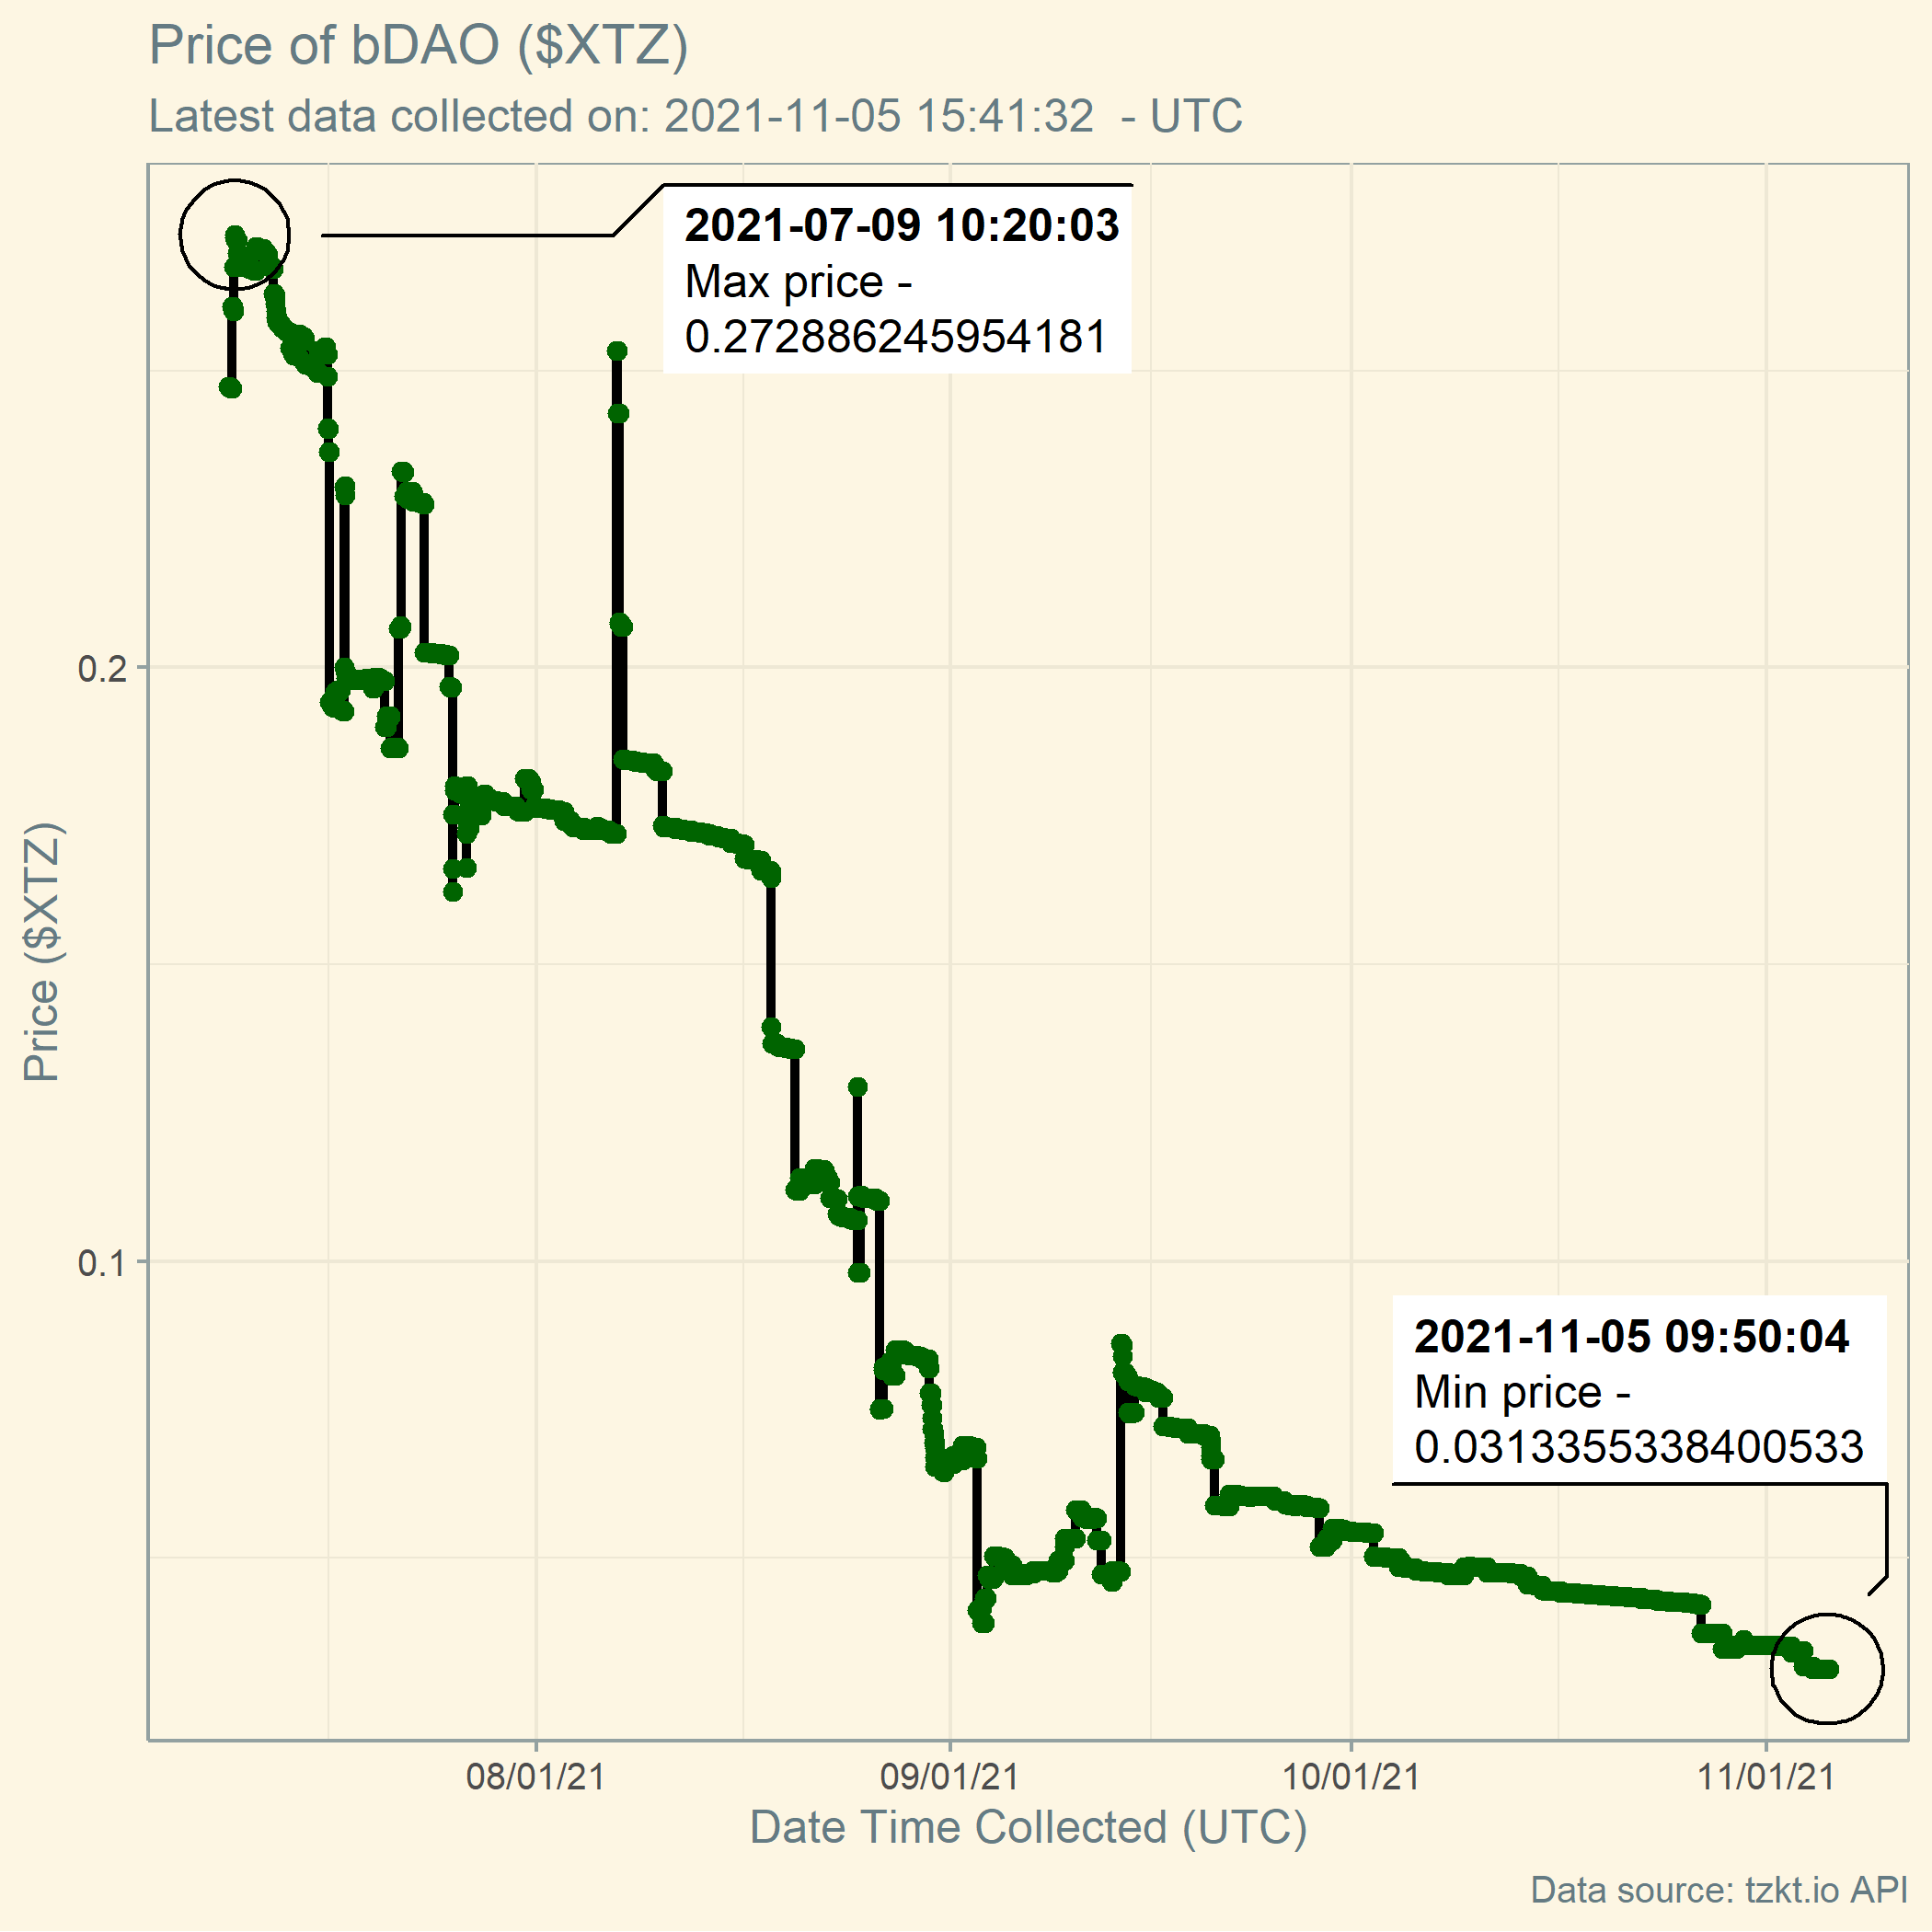 Price of bDAO ($XTZ)
Latest data collected on: 2021-11-05 15:41:32  - UTC
2021-07-09 10:20:03
Max price -
0.272886245954181
0.2
Price ($XTZ)
0.1
2021-11-05 09:50:04
Min price -
0.0313355338400533
08/01/21
09/01/21
10/01/21
11/01/21
Date Time Collected (UTC)
Data source: tzkt.io API